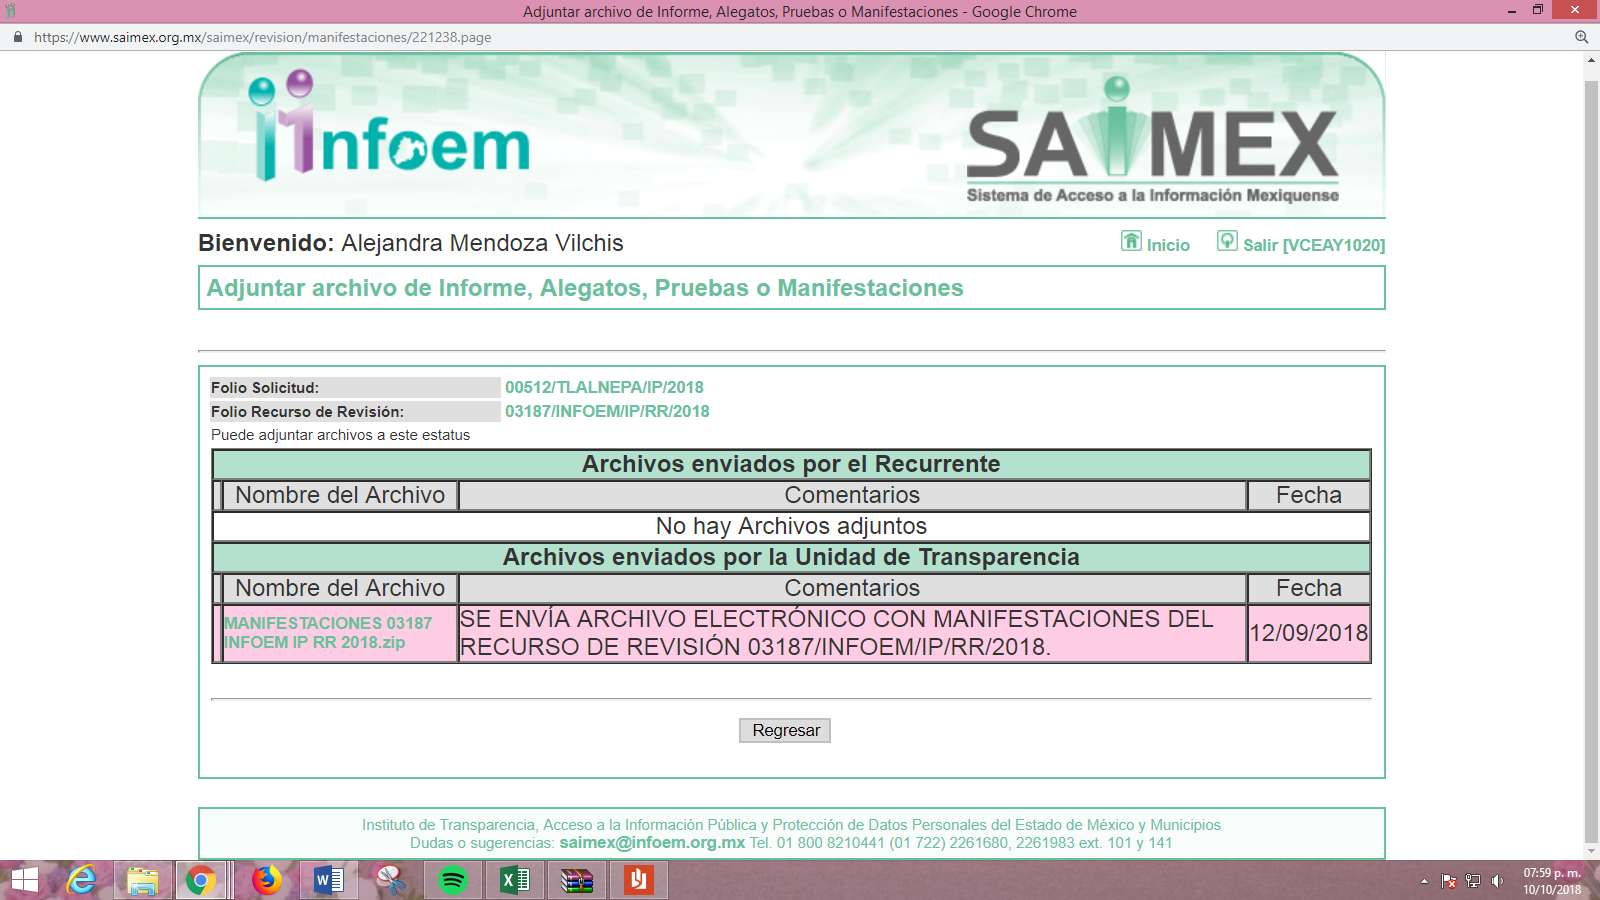 Adjuntar archivo de Informe, Alegatos, Pruebas o Manifestaciones - Google Chrome
https://www.saimex.org.mx/saimex/revision/manifestaciones/221238.page
infoem
SAIMEX
Sistema de Acceso a la Información Mexiquense
Bienvenido: Alejandra Mendoza Vilchis
Inicio Salir [VCEAY1020]
Adjuntar archivo de Informe, Alegatos, Pruebas o Manifestaciones
Folio Solicitud: 00512/TLALNEPA/IP/2018
Folio Recurso de Revisión: 03187/INFOEM/IP/RR/2018
Puede adjuntar archivos a este estatus
Archivos enviados por el Recurrente
Nombre del Archivo Comentarios Fecha
No hay Archivos adjuntos
Archivos enviados por la Unidad de Transparencia
Nombre del Archivo Comentarios Fecha
MANIFESTACIONES 03187
INFOEM IP RR 2018.zip
SE ENVÍA ARCHIVO ELECTRÓNICO CON MANIFESTACIONES DEL
RECURSO DE REVISIÓN 03187/INFOEM/IP/RR/2018.
12/09/2018
Regresar
Instituto de Transparencia, Acceso a la Información Pública y Protección de Datos Personales del Estado de México y Municipios
Dudas o sugerencias: saimex@infoem.org.mx Tel. 01 800 8210441 (01 722) 2261680, 2261983 ext. 101 y 141
07:59 p. m.
10/10/2018